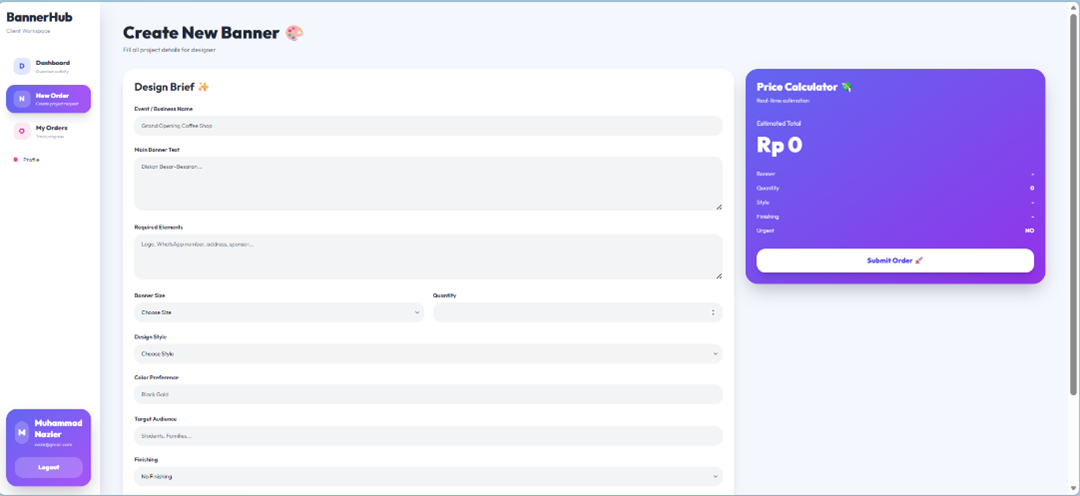 BannerHub
Client Workspace
D
Dashboard
Overview activity
N
New Order
Create project request
O
My Orders
Track progress
Profile
M
Muhammad
Nazier
Logout
Create New Banner
Fill all project details for designer
Design Brief
Event / Business Name
Grand Opening Coffee Shop
Main Banner Text
Diskon Besar-Besaran...
Required Elements
Logo, WhatsApp number, address, sponsor...
Banner Size
Quantity
Choose Size
Design Style
Choose Style
Color Preference
Black Gold
Target Audience
Students, Families...
Finishing
No Finishing
Price Calculator
Real-time estimation
Estimated Total
Rp 0
Banner -
Quantity 0
Style -
Finishing -
Urgent NO
Submit Order